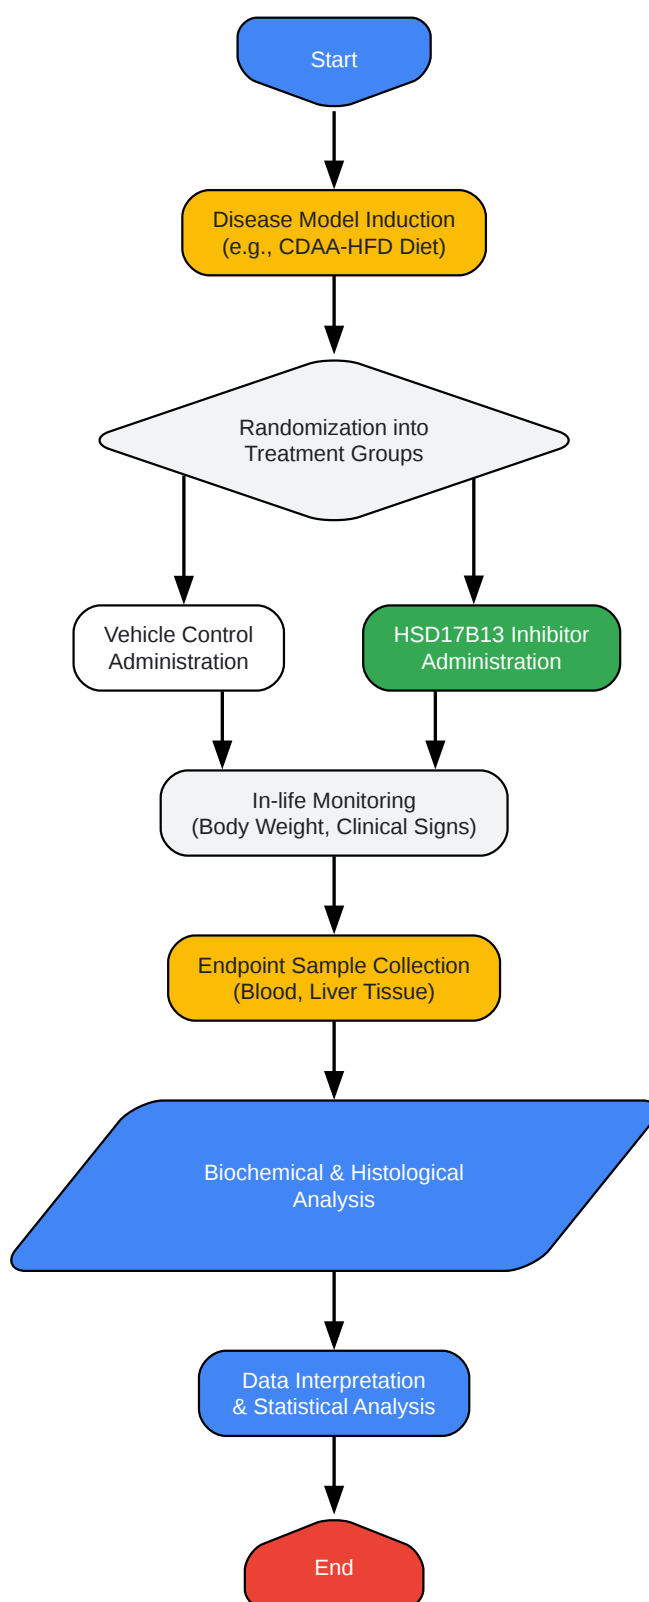 Start
Disease Model Induction
(e.g., CDAA-HFD Diet)
Randomization into
Treatment Groups
Vehicle Control
Administration
HSD17B13 Inhibitor
Administration
In-life Monitoring
(Body Weight, Clinical Signs)
Endpoint Sample Collection
(Blood, Liver Tissue)
Biochemical & Histological
Analysis
Data Interpretation
& Statistical Analysis
End